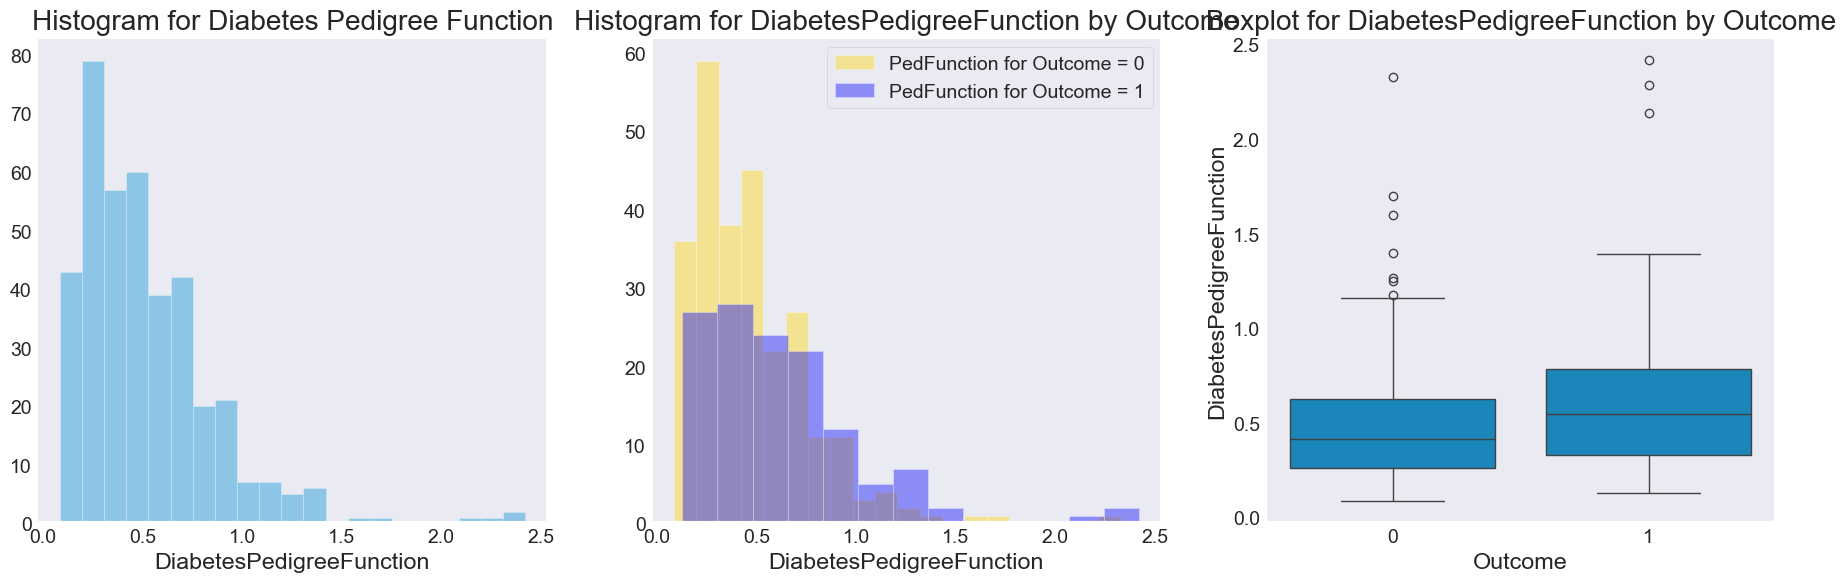 Histogram for Diabetes Pedigree Function
80
70
60
50
40
30
20
10
0
0.0 0.5 1.0 1.5 2.0 2.5
DiabetesPedigreeFunction
Histogram for DiabetesPedigreeFunction by Outcome
PedFunction for Outcome = 0
PedFunction for Outcome = 1
60
50
40
30
20
10
0
0.0 0.5 1.0 1.5 2.0 2.5
DiabetesPedigreeFunction
Boxplot for DiabetesPedigreeFunction by Outcome
DiabetesPedigreeFunction
2.5
2.0
1.5
1.0
0.5
0.0
0 1
Outcome